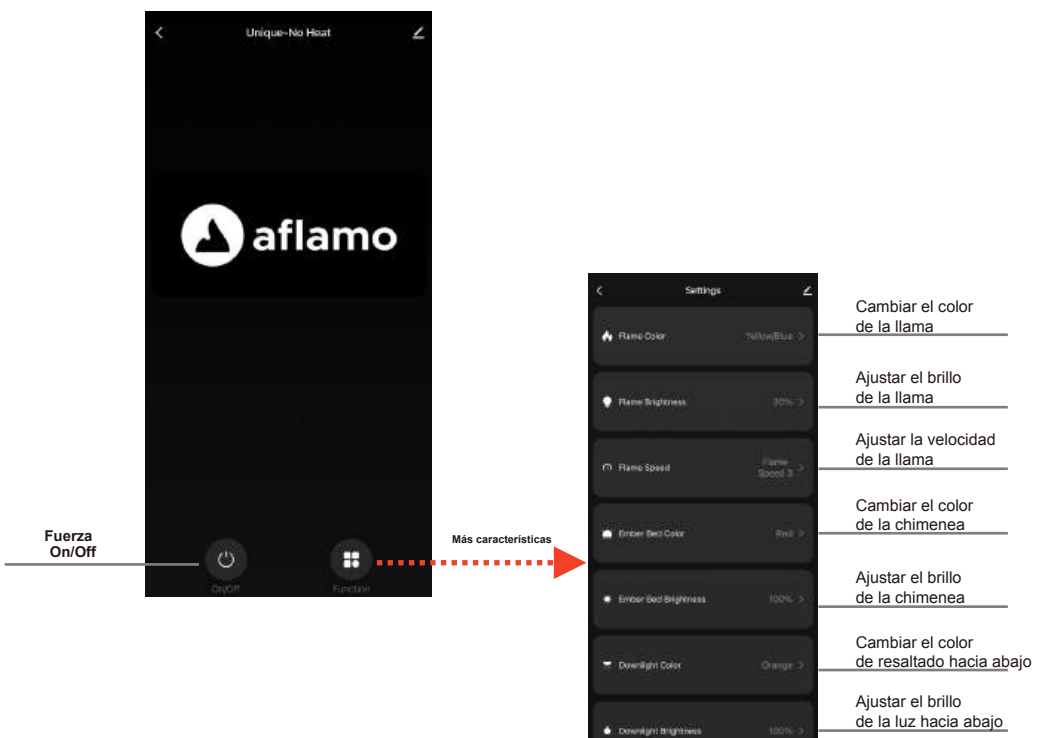 Unique-No Heat
aflamo
Fuerza
On/Off
On/Off
Function
Más características
Settings
Flame Color
Yellow/Blue
Cambiar el color
de la llama
Flame Brightness
30%
Ajustar el brillo
de la llama
Flame Speed
Flame
Speed 3
Ajustar la velocidad
de la llama
Ember Bed Color
Red
Cambiar el color
de la chimenea
Ember Bed Brightness
100%
Ajustar el brillo
de la chimenea
Downlight Color
Orange
Cambiar el color
de resaltado hacia abajo
Downlight Brightness
100%
Ajustar el brillo
de la luz hacia abajo